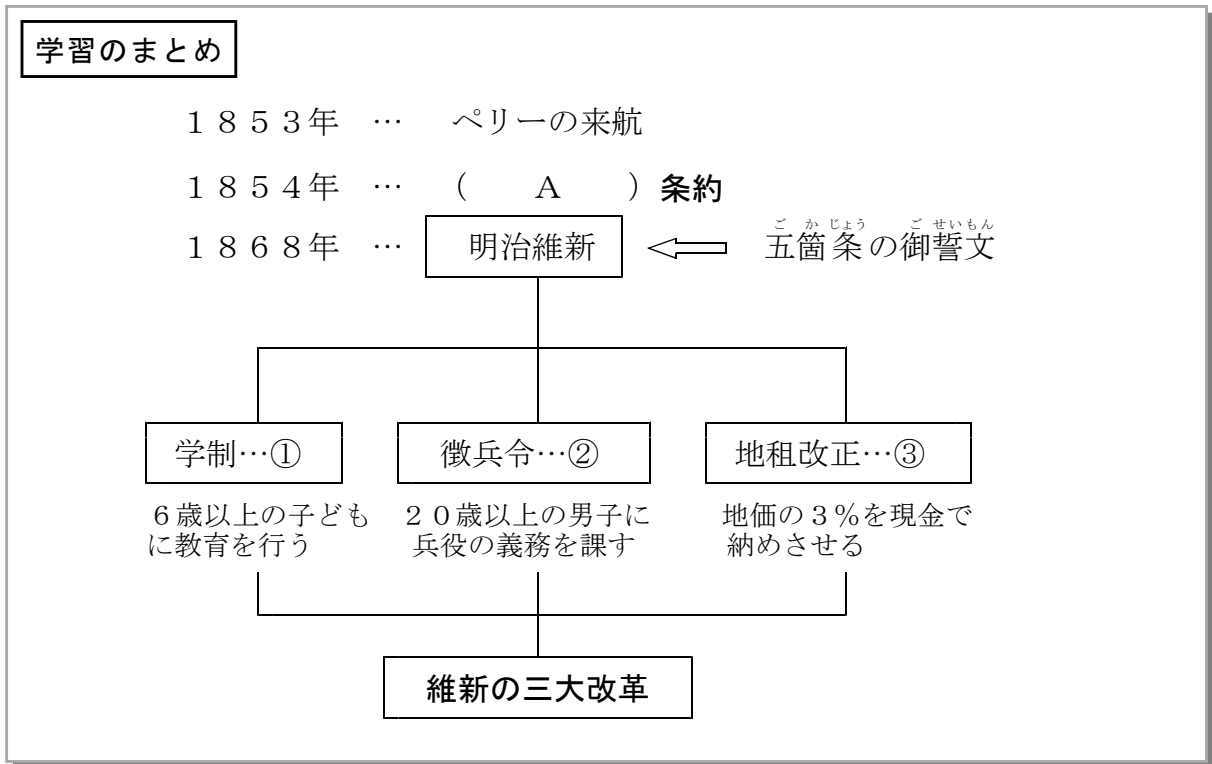 学習のまとめ
１８５３年　…　ペリーの来航
１８５４年　…　（　　Ａ　　）条約
１８６８年　…　明治維新　五箇条の御誓文
ごかじょう　ごせいもん
学制…①　徴兵令…②　地租改正…③
６歳以上の子ども　２０歳以上の男子に　地価の３％を現金で
に教育を行う　兵役の義務を課す　納めさせる
維新の三大改革